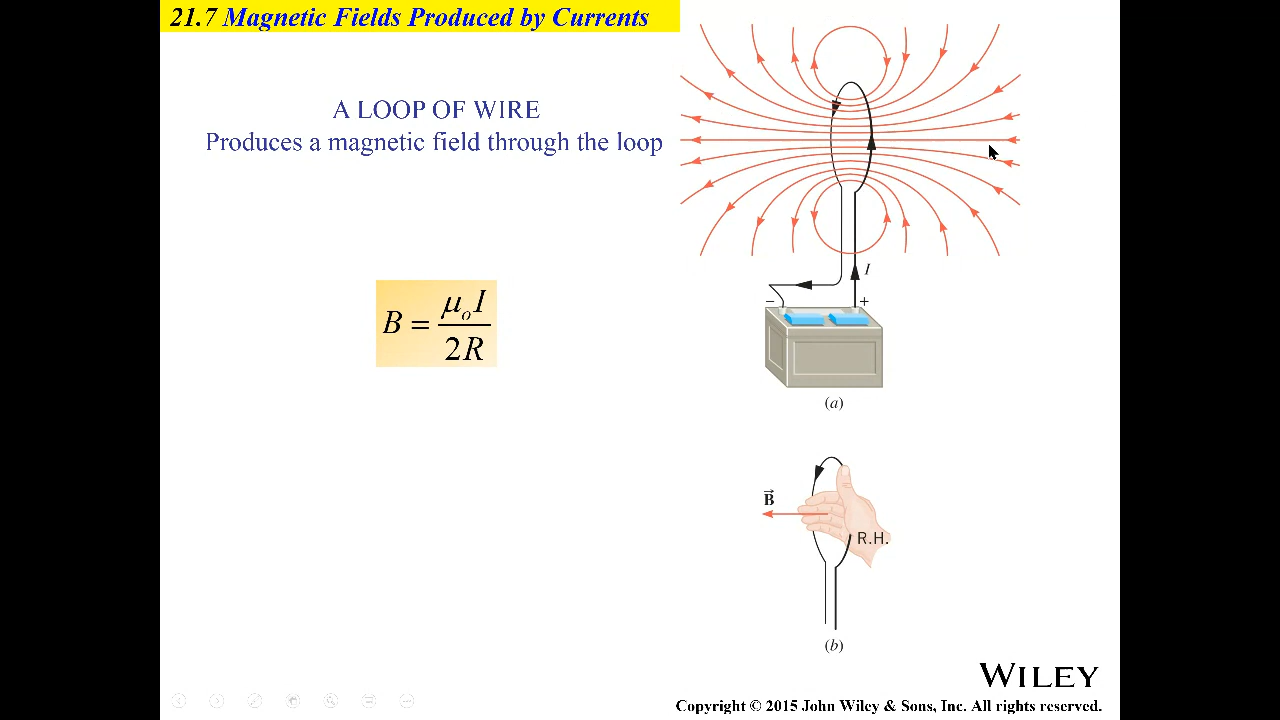 21.7 Magnetic Fields Produced by Currents
A LOOP OF WIRE
Produces a magnetic field through the loop
B = μₒI / 2R
I
− +
(a)
B⃗
R.H.
(b)
WILEY
Copyright © 2015 John Wiley & Sons, Inc. All rights reserved.